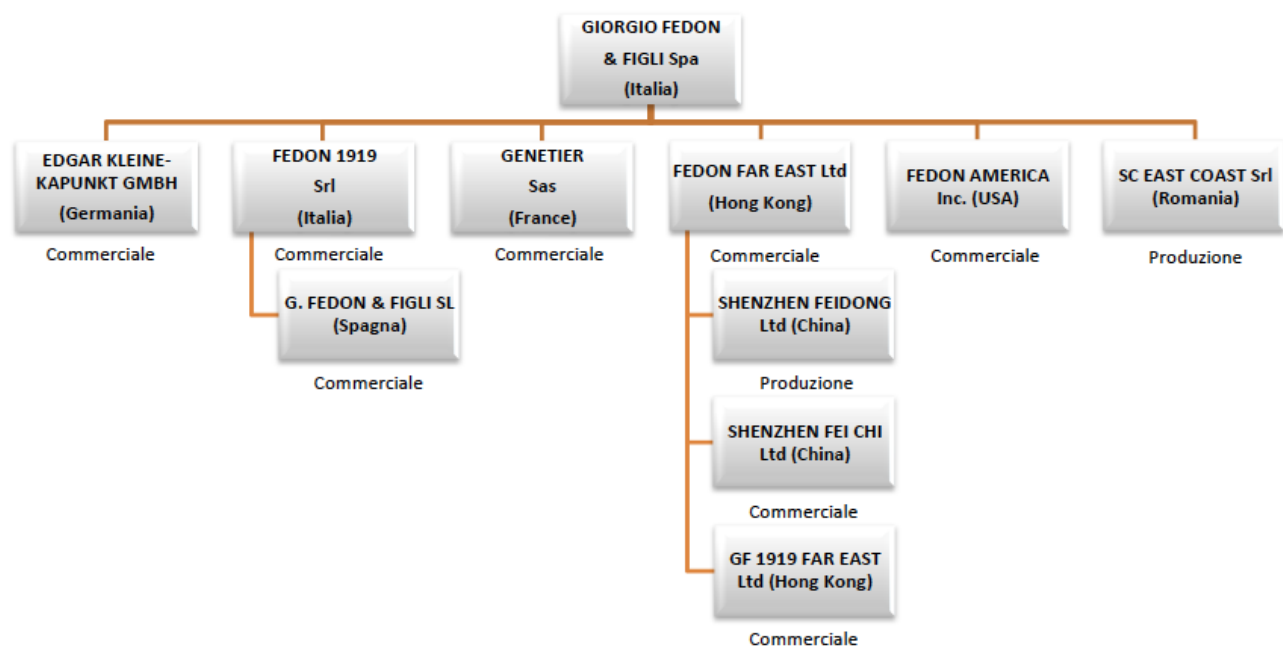 GIORGIO FEDON
& FIGLI Spa
(Italia)
EDGAR KLEINE-
KAPUNKT GMBH
(Germania)
Commerciale
FEDON 1919
Srl
(Italia)
Commerciale
G. FEDON & FIGLI SL
(Spagna)
Commerciale
GENETIER
Sas
(France)
Commerciale
FEDON FAR EAST Ltd
(Hong Kong)
Commerciale
SHENZHEN FEIDONG
Ltd (China)
Produzione
SHENZHEN FEI CHI
Ltd (China)
Commerciale
GF 1919 FAR EAST
Ltd (Hong Kong)
Commerciale
FEDON AMERICA
Inc. (USA)
Commerciale
SC EAST COAST Srl
(Romania)
Produzione